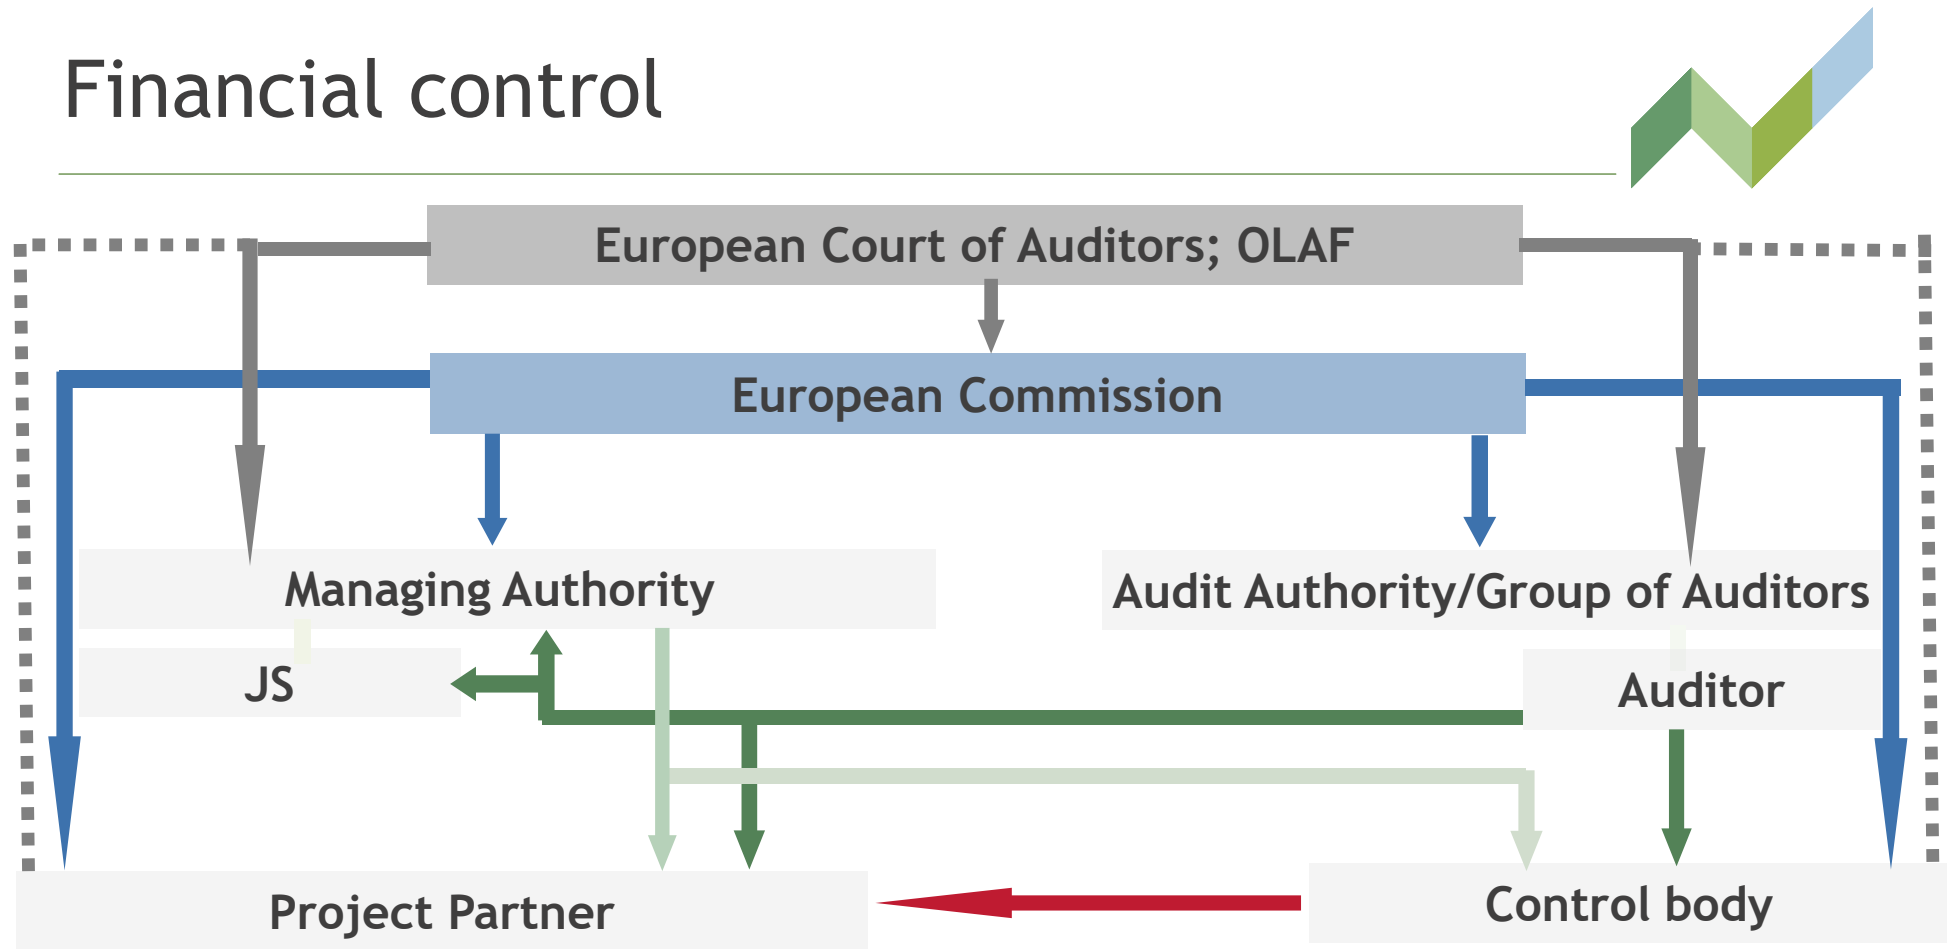 Financial control
European Court of Auditors; OLAF
European Commission
Managing Authority
Audit Authority/Group of Auditors
JS
Auditor
Project Partner
Control body